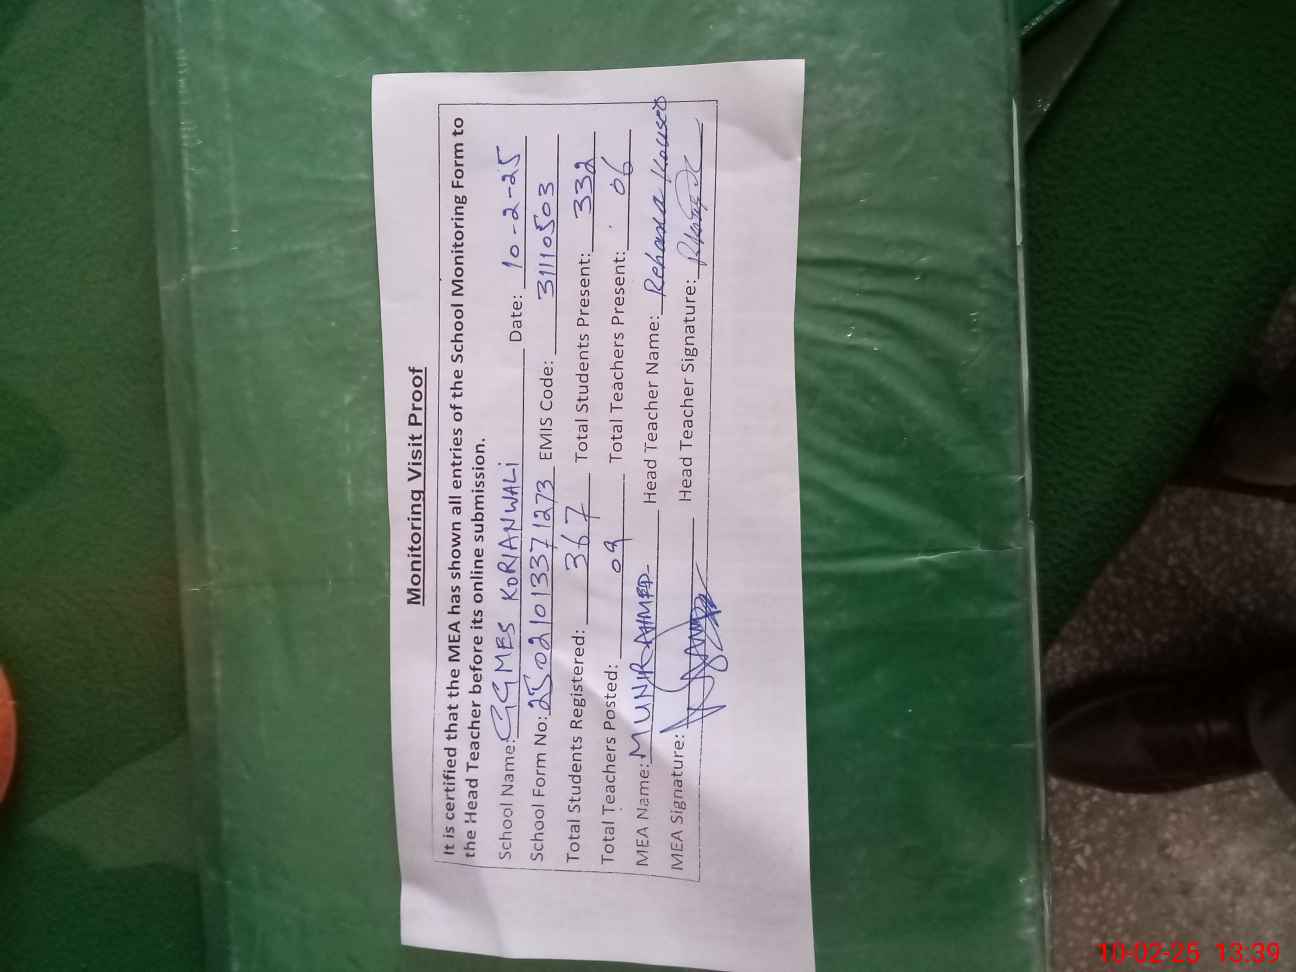 Monitoring Visit Proof
It is certified that the MEA has shown all entries of the School Monitoring Form to
the Head Teacher before its online submission.
School Name: GGMES KORIANWALI Date: 10-2-25
School Form No: 2502101337 1273 EMIS Code: 31110503
Total Students Registered: 367 Total Students Present: 332
Total Teachers Posted: 09 Total Teachers Present: 06
MEA Name: MUNIR AHMED Head Teacher Name: Rehana Kouser
MEA Signature: Head Teacher Signature:
10-02-25 13:39